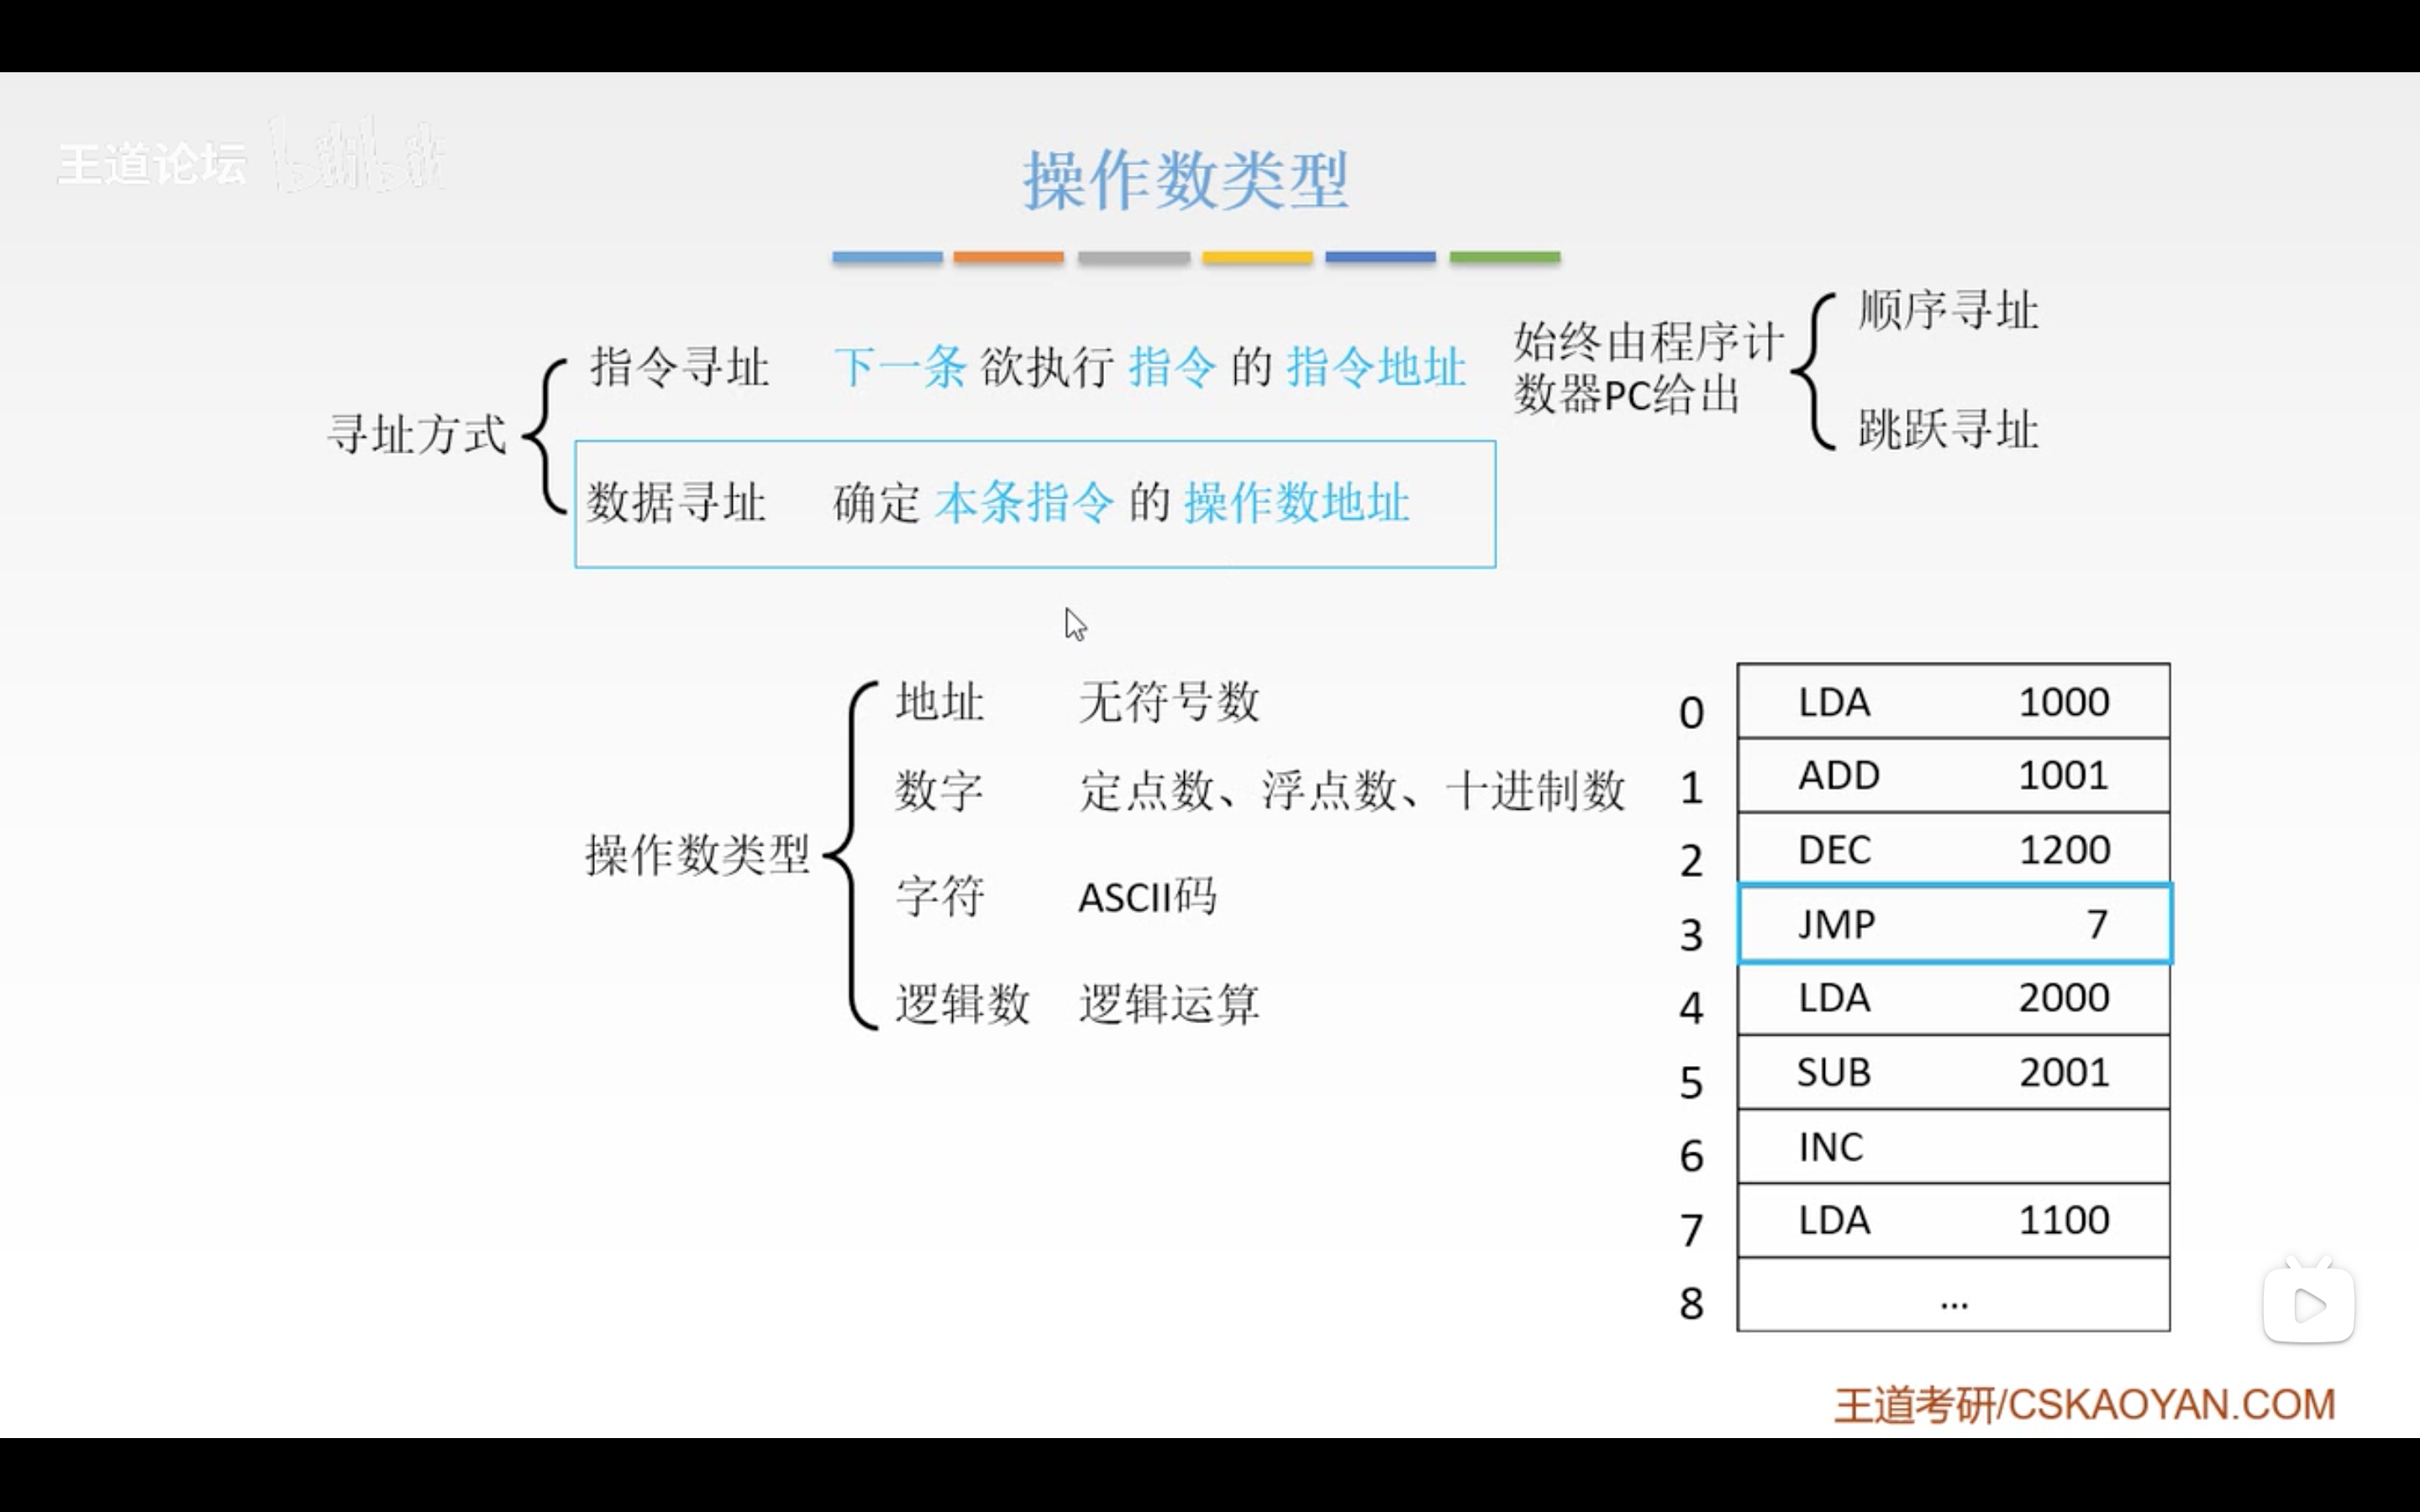 王道论坛 bilibili
操作数类型
寻址方式
指令寻址 下一条 欲执行 指令 的 指令地址
始终由程序计
数器PC给出
顺序寻址
跳跃寻址
数据寻址 确定 本条指令 的 操作数地址
操作数类型
地址 无符号数
数字 定点数、浮点数、十进制数
字符 ASCII码
逻辑数 逻辑运算
0 LDA 1000
1 ADD 1001
2 DEC 1200
3 JMP 7
4 LDA 2000
5 SUB 2001
6 INC
7 LDA 1100
8 ...
王道考研/CSKAOYAN.COM